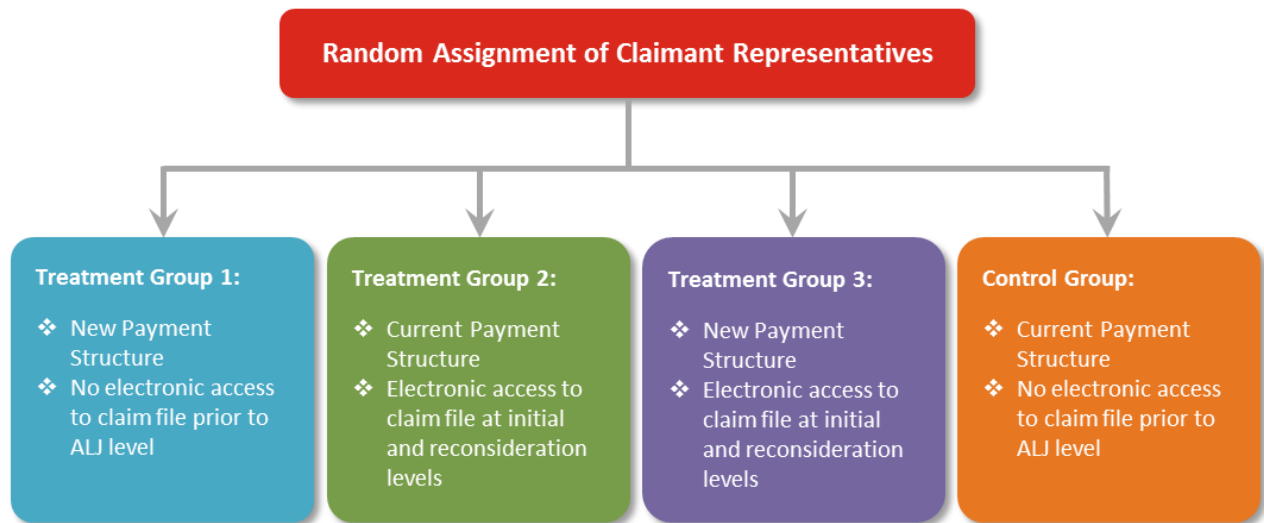 Random Assignment of Claimant Representatives
Treatment Group 1:
❖ New Payment
Structure
❖ No electronic access
to claim file prior to
ALJ level
Treatment Group 2:
❖ Current Payment
Structure
❖ Electronic access to
claim file at initial
and reconsideration
levels
Treatment Group 3:
❖ New Payment
Structure
❖ Electronic access to
claim file at initial
and reconsideration
levels
Control Group:
❖ Current Payment
Structure
❖ No electronic access
to claim file prior to
ALJ level